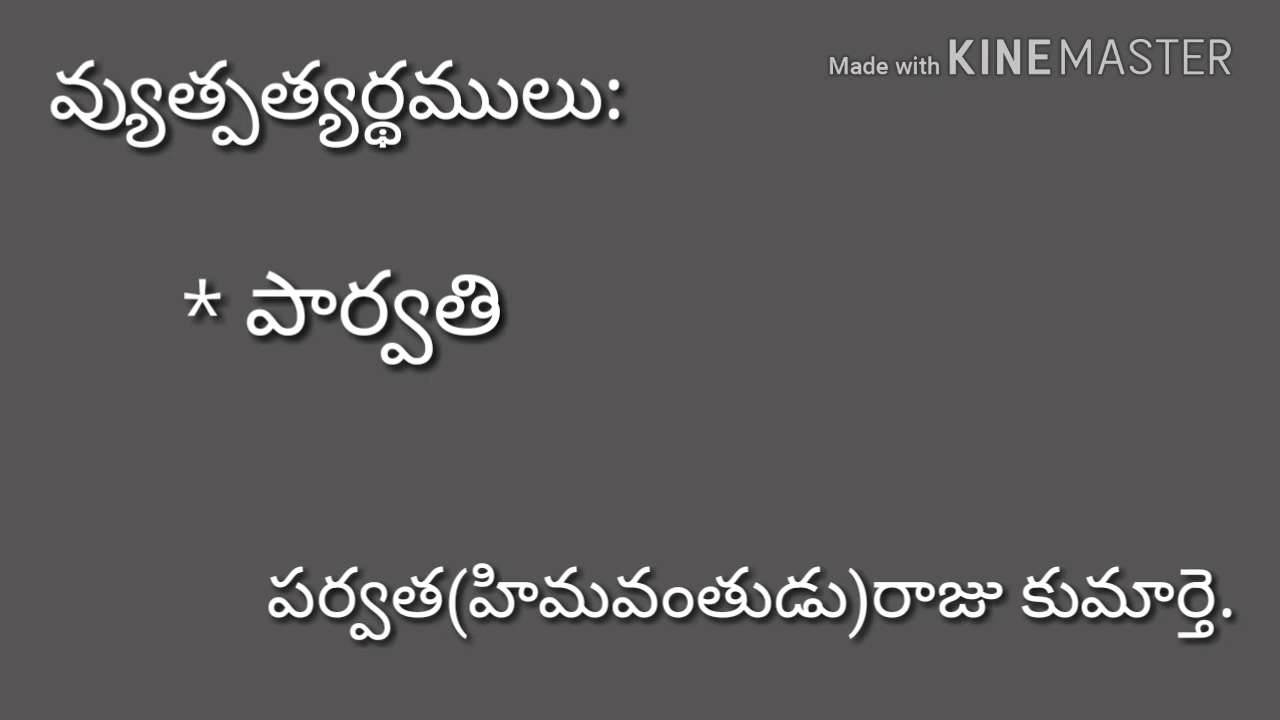 Made with KINEMASTER
వ్యుత్పత్యర్థములు:
* పార్వతి
పర్వత(హిమవంతుడు)రాజు కుమార్తె.